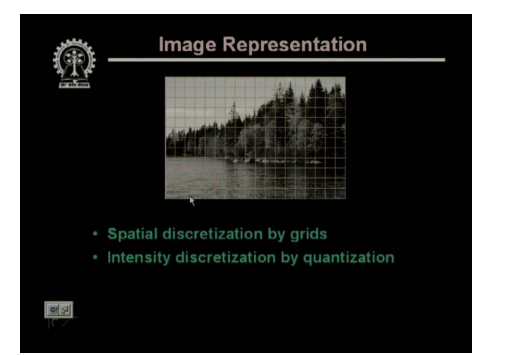 Image Representation
• Spatial discretization by grids
• Intensity discretization by quantization